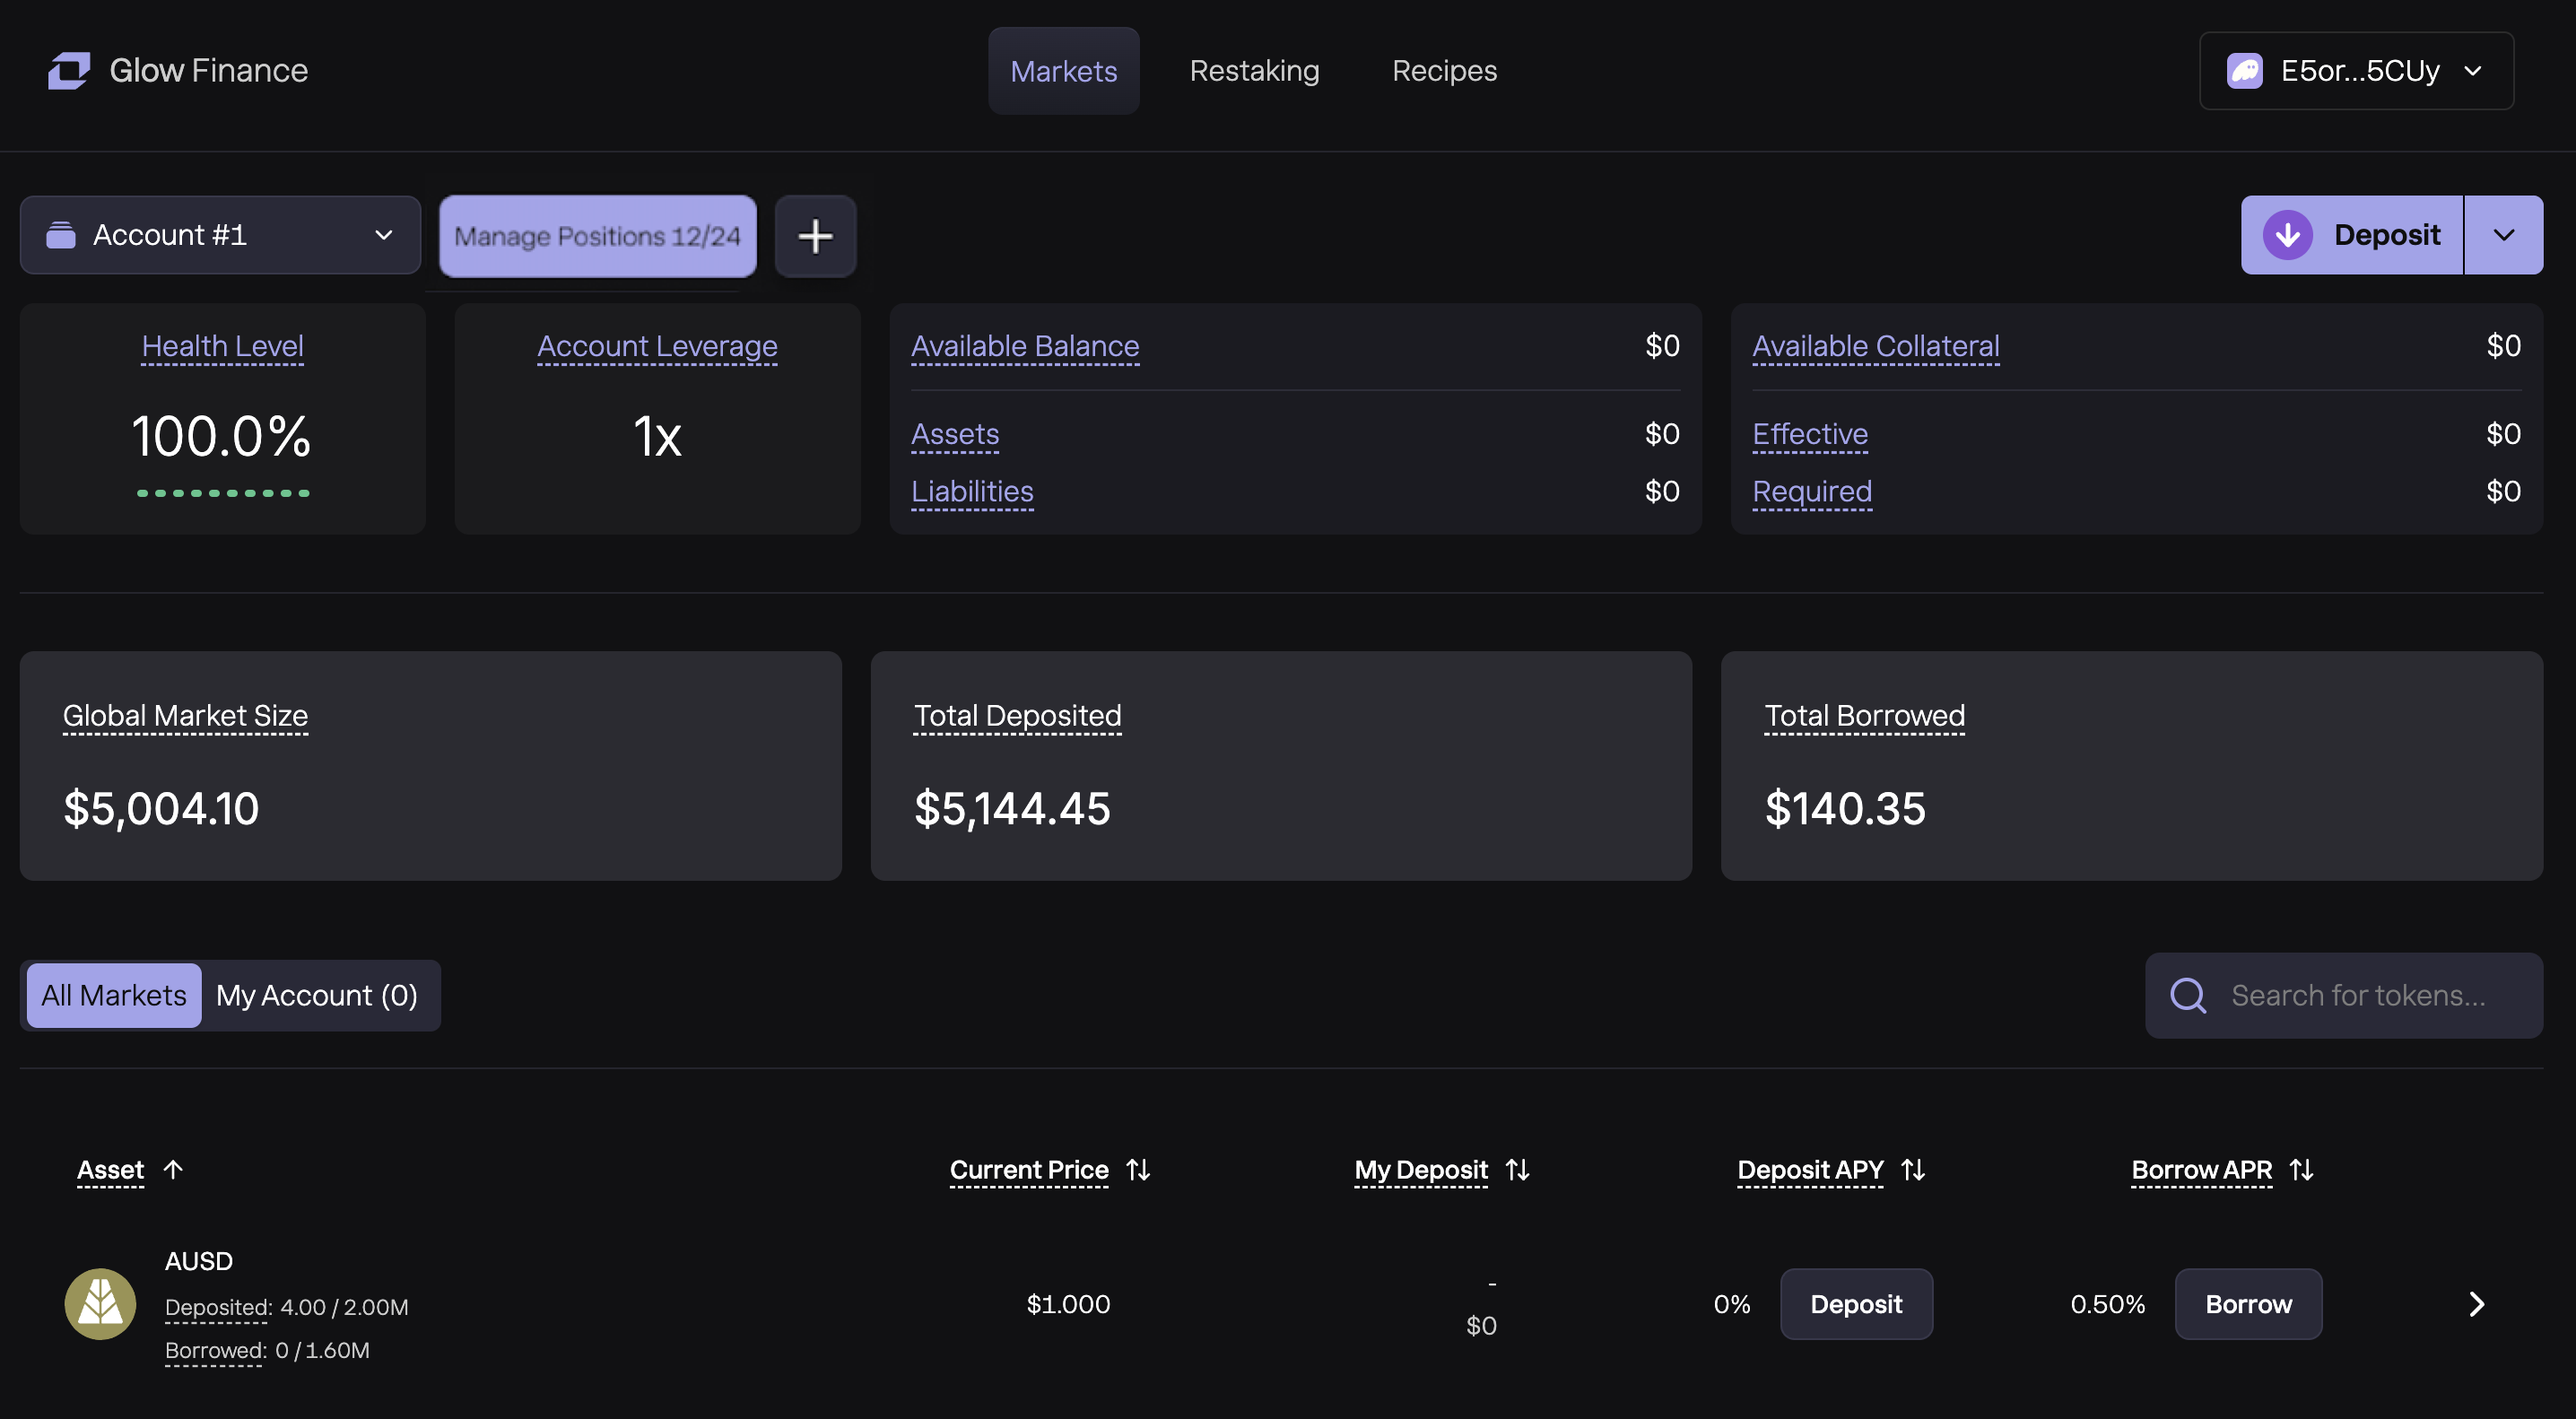 Glow Finance
Markets
Restaking
Recipes
E5or...5CUy
Account #1
Manage Positions 12/24
Deposit
Health Level
100.0%
Account Leverage
1x
Available Balance $0
Assets $0
Liabilities $0
Available Collateral $0
Effective $0
Required $0
Global Market Size
$5,004.10
Total Deposited
$5,144.45
Total Borrowed
$140.35
All Markets
My Account (0)
Search for tokens...
Asset
Current Price
My Deposit
Deposit APY
Borrow APR
AUSD
Deposited: 4.00 / 2.00M
Borrowed: 0 / 1.60M
$1.000
-
$0
0%
Deposit
0.50%
Borrow